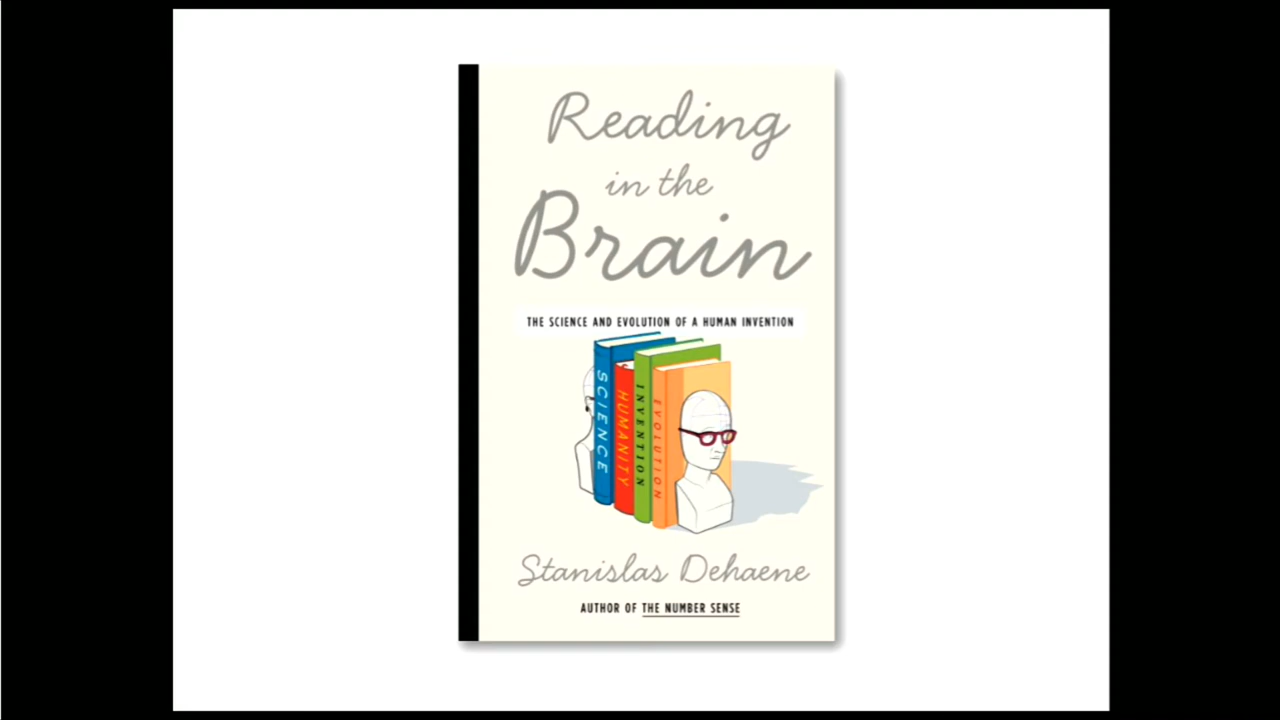 Reading
in the
Brain
THE SCIENCE AND EVOLUTION OF A HUMAN INVENTION
SCIENCE
HUMANITY
INVENTION
EVOLUTION
Stanislas Dehaene
AUTHOR OF THE NUMBER SENSE